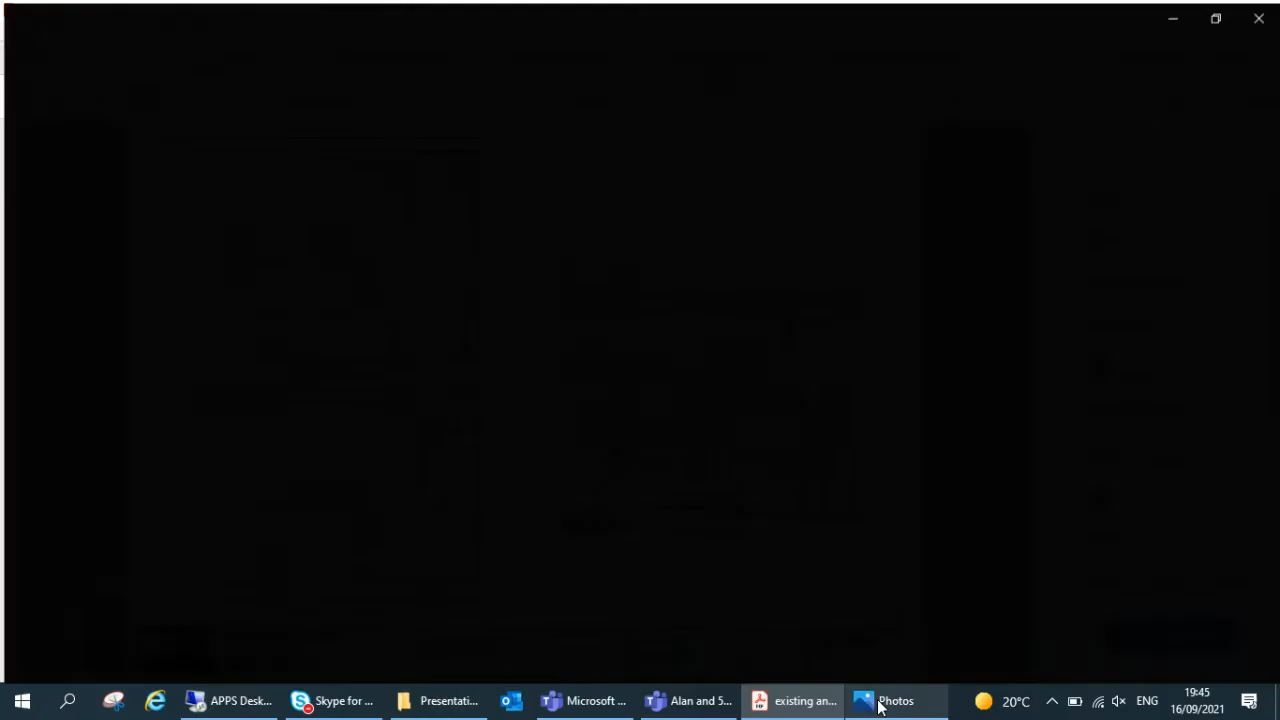 APPS Desk...
Skype for ...
Presentati...
Microsoft ...
Alan and 5...
existing an...
Photos
20°C
ENG
19:45
16/09/2021